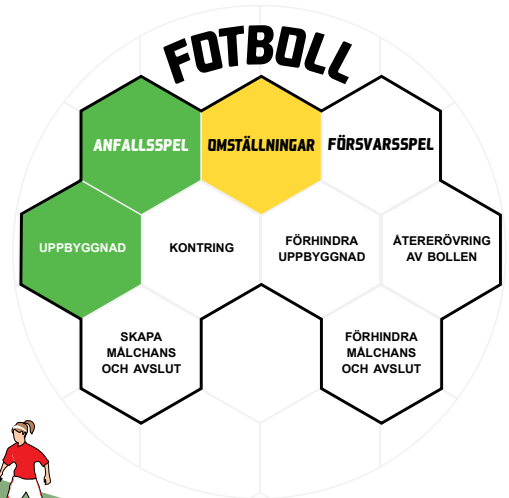 FOTBOLL
ANFALLSSPEL
OMSTÄLLNINGAR
FÖRSVARSSPEL
UPPBYGGNAD
KONTRING
FÖRHINDRA
UPPBYGGNAD
ÅTERERÖVRING
AV BOLLEN
SKAPA
MÅLCHANS
OCH AVSLUT
FÖRHINDRA
MÅLCHANS
OCH AVSLUT